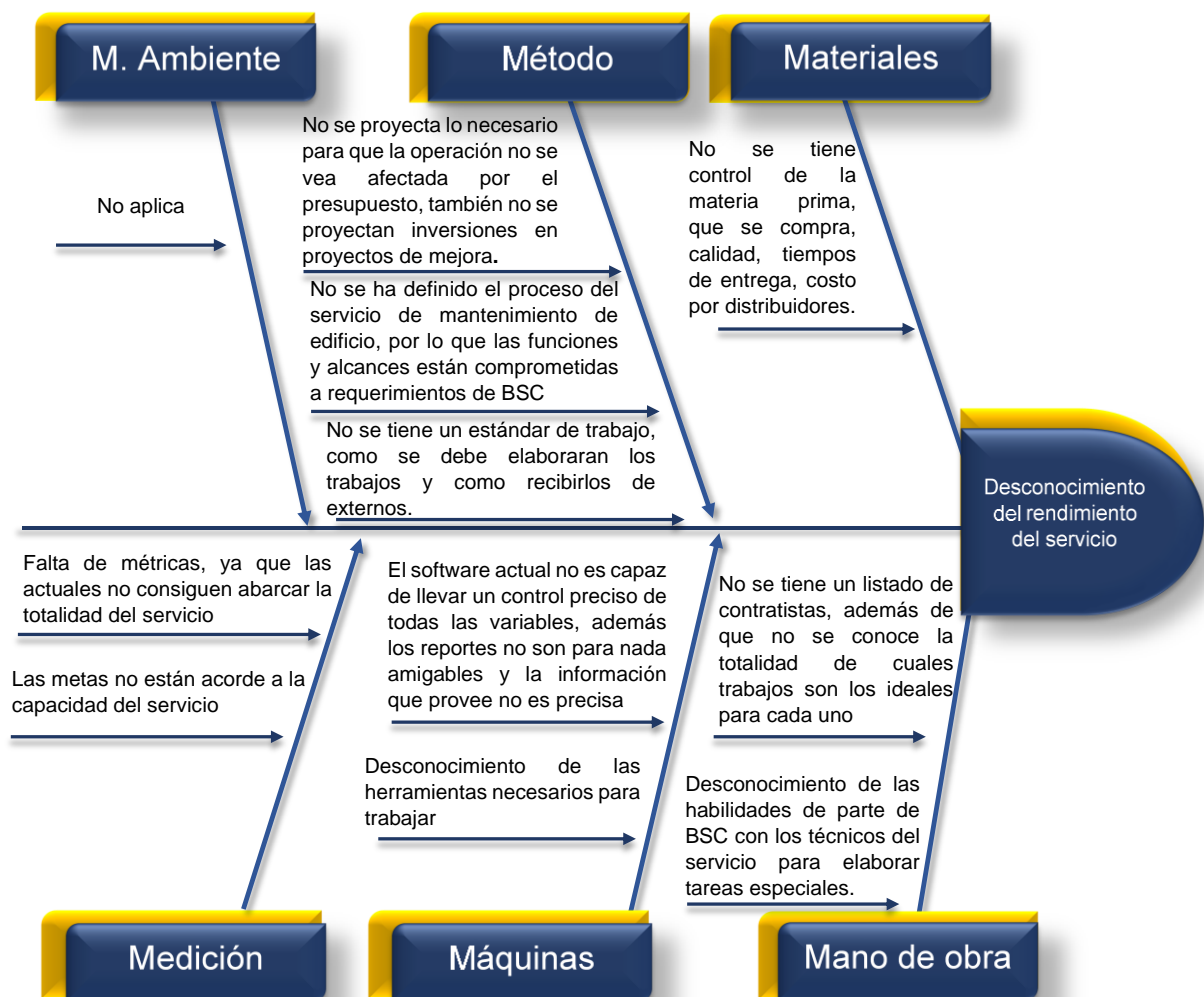 M. Ambiente
Método
Materiales
No se proyecta lo necesario
para que la operación no se
vea afectada por el
presupuesto, también no se
proyectan inversiones en
proyectos de mejora.
No se tiene
control de la
materia prima,
que se compra,
calidad, tiempos
de entrega, costo
por distribuidores.
No aplica
No se ha definido el proceso del
servicio de mantenimiento de
edificio, por lo que las funciones
y alcances están comprometidas
a requerimientos de BSC
No se tiene un estándar de trabajo,
como se debe elaboraran los
trabajos y como recibirlos de
externos.
Desconocimiento
del rendimiento
del servicio
Falta de métricas, ya que las
actuales no consiguen abarcar la
totalidad del servicio
Las metas no están acorde a la
capacidad del servicio
El software actual no es capaz
de llevar un control preciso de
todas las variables, además
los reportes no son para nada
amigables y la información
que provee no es precisa
Desconocimiento de las
herramientas necesarios para
trabajar
No se tiene un listado de
contratistas, además de
que no se conoce la
totalidad de cuales
trabajos son los ideales
para cada uno
Desconocimiento de las
habilidades de parte de
BSC con los técnicos del
servicio para elaborar
tareas especiales.
Medición
Máquinas
Mano de obra